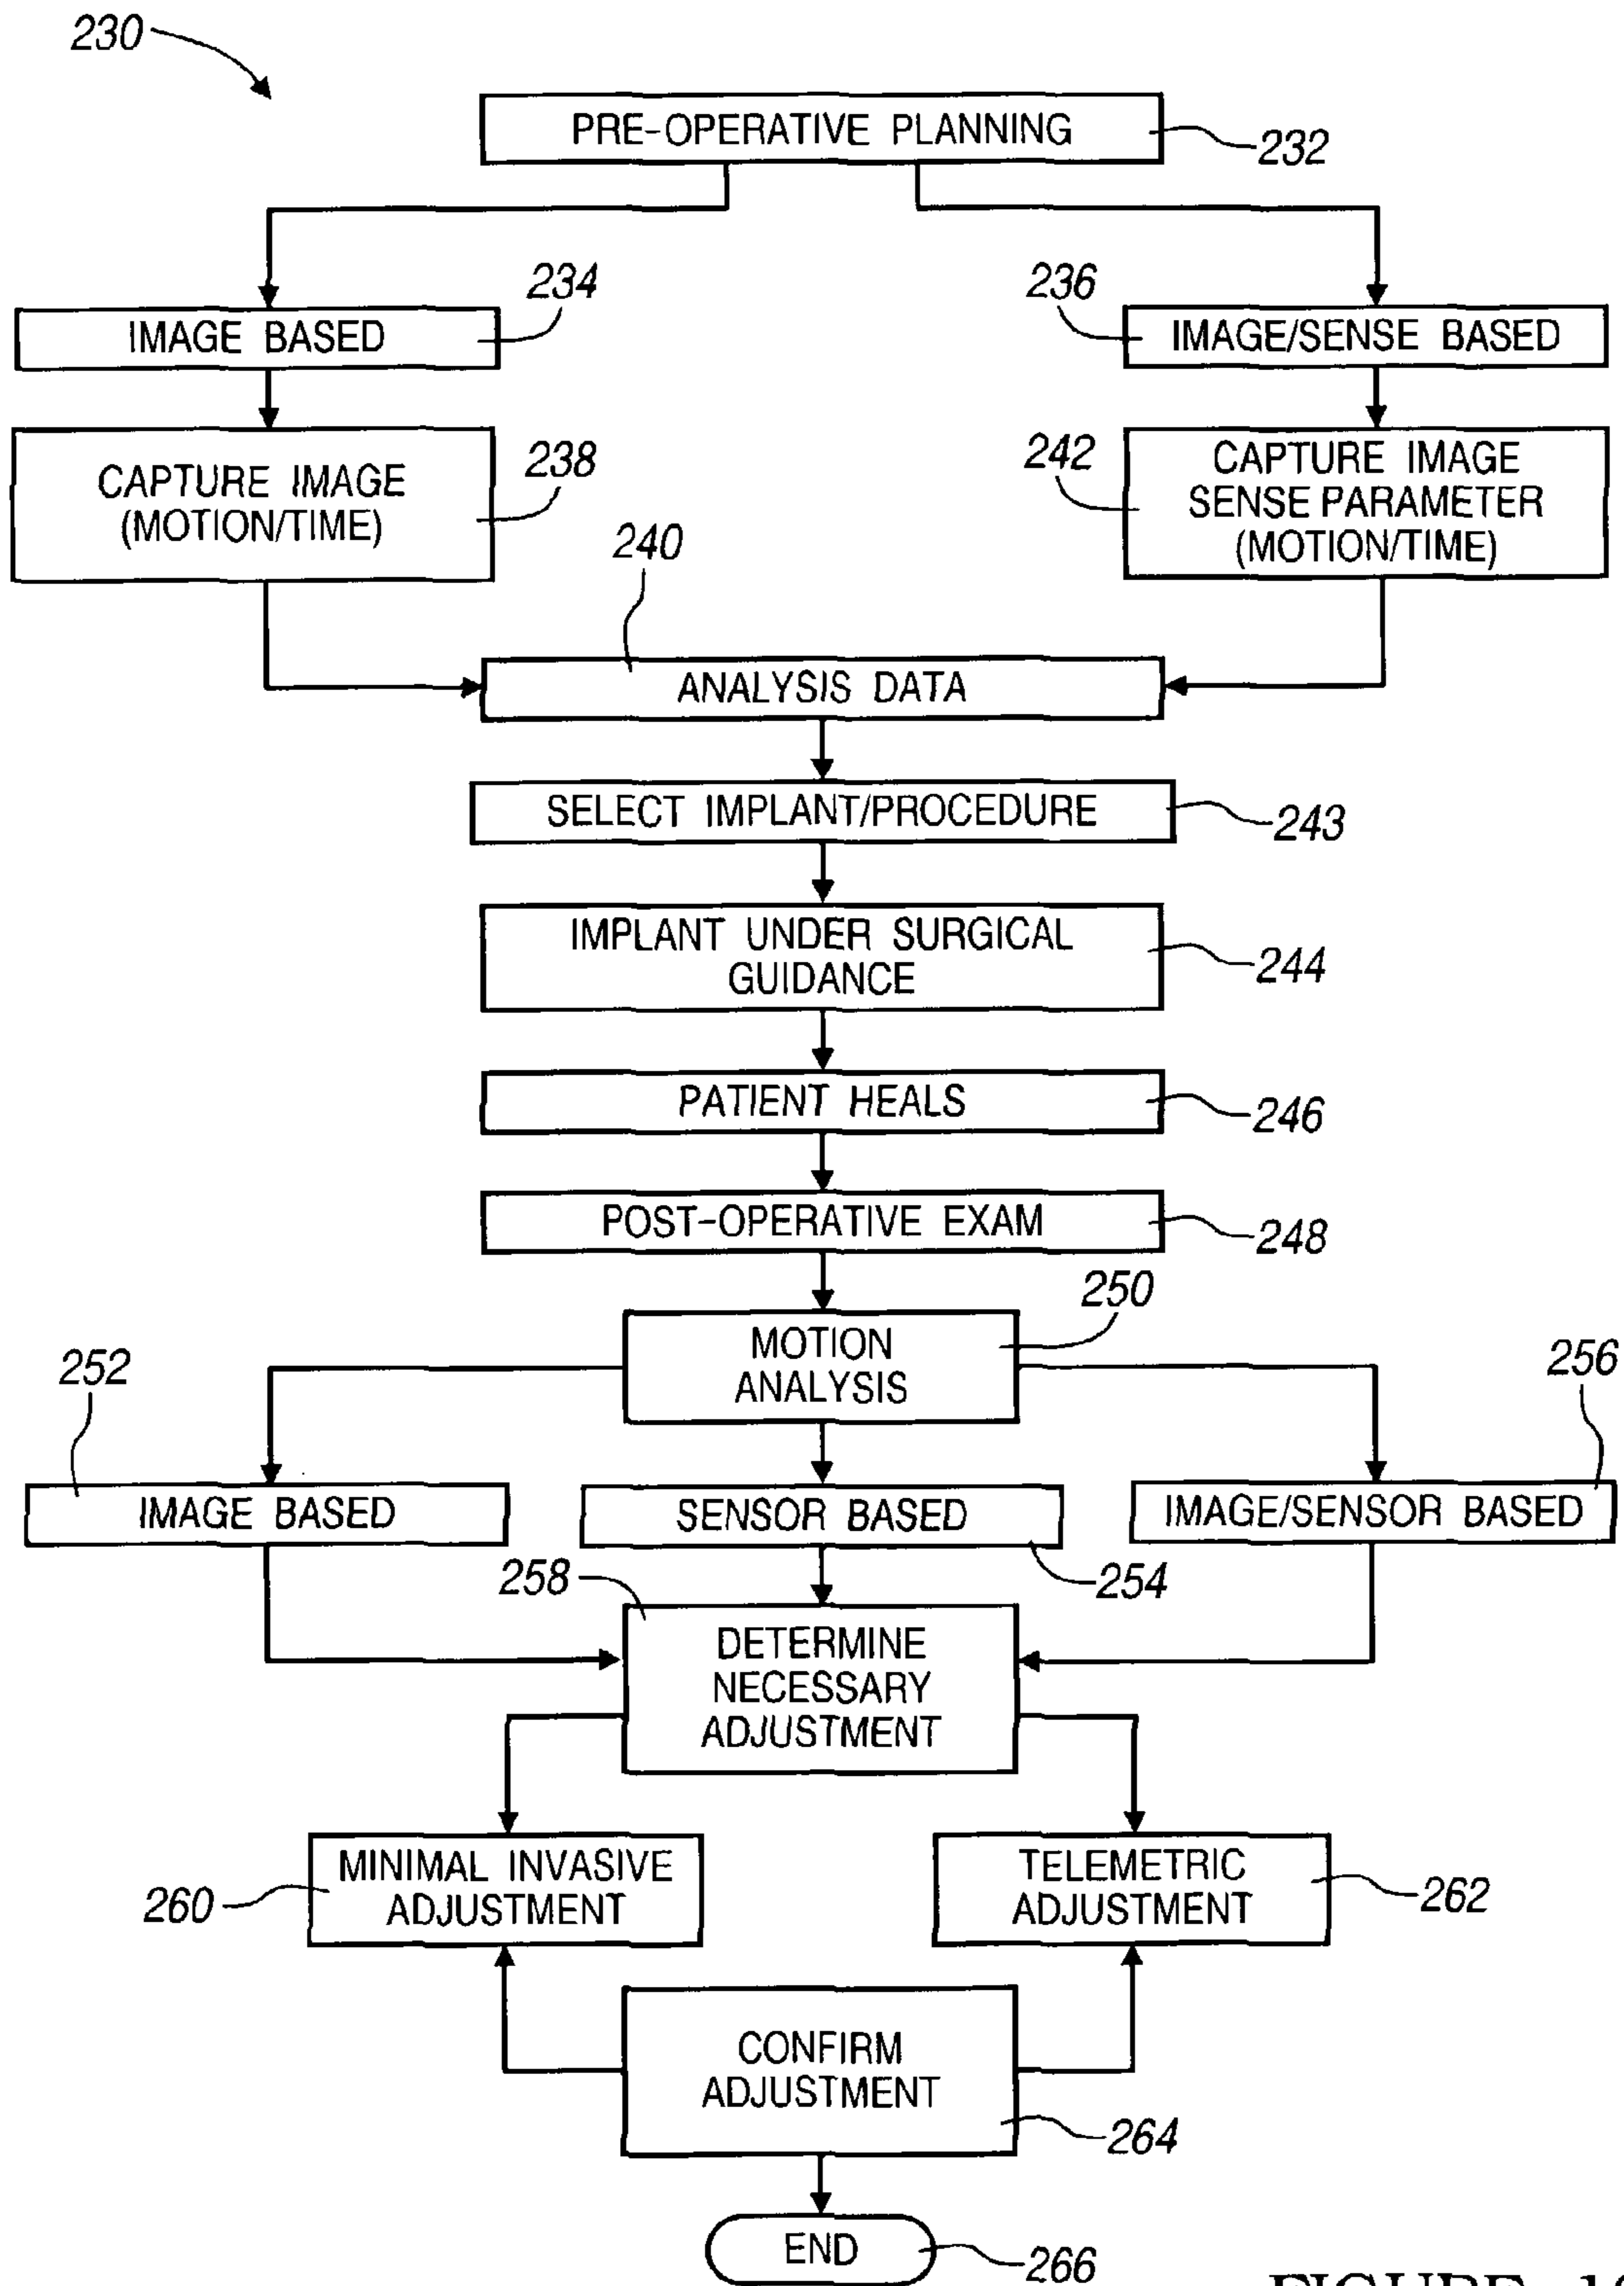 230
PRE-OPERATIVE PLANNING
232
234
236
IMAGE BASED
IMAGE/SENSE BASED
CAPTURE IMAGE
(MOTION/TIME)
238
242
CAPTURE IMAGE
SENSE PARAMETER
(MOTION/TIME)
240
ANALYSIS DATA
SELECT IMPLANT/PROCEDURE
243
IMPLANT UNDER SURGICAL
GUIDANCE
244
PATIENT HEALS
246
POST-OPERATIVE EXAM
248
250
MOTION
ANALYSIS
252
256
IMAGE BASED
SENSOR BASED
IMAGE/SENSOR BASED
254
258
DETERMINE
NECESSARY
ADJUSTMENT
MINIMAL INVASIVE
ADJUSTMENT
260
TELEMETRIC
ADJUSTMENT
262
CONFIRM
ADJUSTMENT
264
END
266